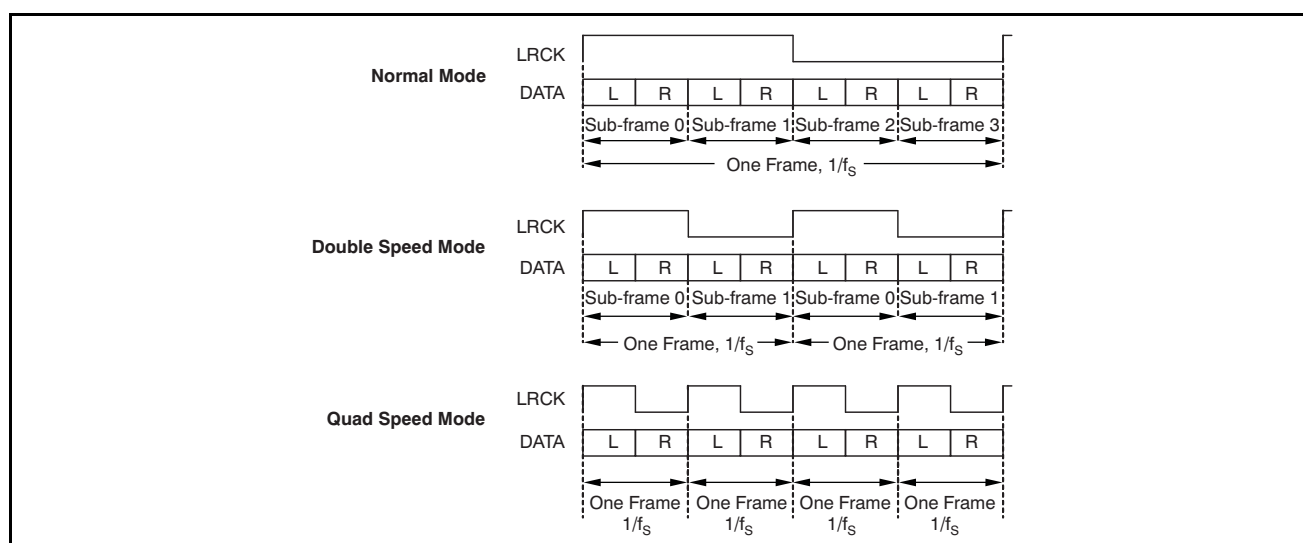 LRCK
Normal Mode
DATA L R L R L R L R
Sub-frame 0 Sub-frame 1 Sub-frame 2 Sub-frame 3
One Frame, 1/fS
LRCK
Double Speed Mode
DATA L R L R L R L R
Sub-frame 0 Sub-frame 1 Sub-frame 0 Sub-frame 1
One Frame, 1/fS One Frame, 1/fS
LRCK
Quad Speed Mode
DATA L R L R L R L R
One Frame One Frame One Frame One Frame
1/fS 1/fS 1/fS 1/fS